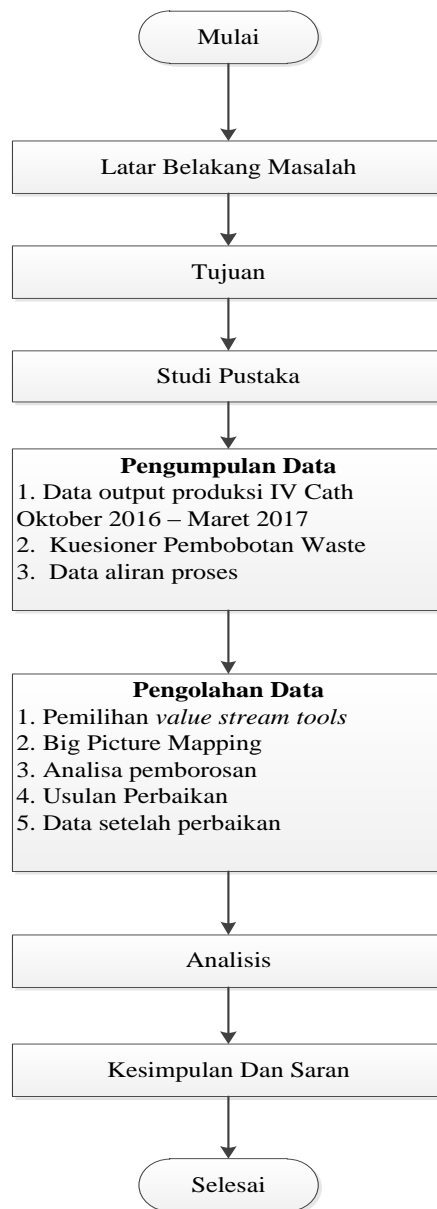 Mulai
Latar Belakang Masalah
Tujuan
Studi Pustaka
Pengumpulan Data
1. Data output produksi IV Cath
Oktober 2016 – Maret 2017
2. Kuesioner Pembobotan Waste
3. Data aliran proses
Pengolahan Data
1. Pemilihan value stream tools
2. Big Picture Mapping
3. Analisa pemborosan
4. Usulan Perbaikan
5. Data setelah perbaikan
Analisis
Kesimpulan Dan Saran
Selesai